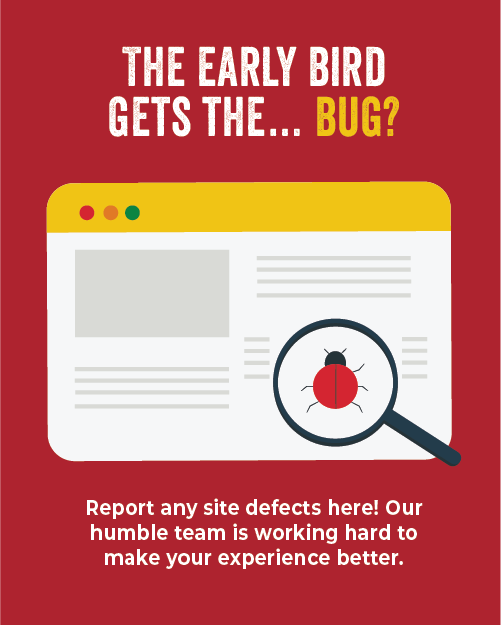 THE EARLY BIRD
GETS THE... BUG?
Report any site defects here! Our
humble team is working hard to
make your experience better.